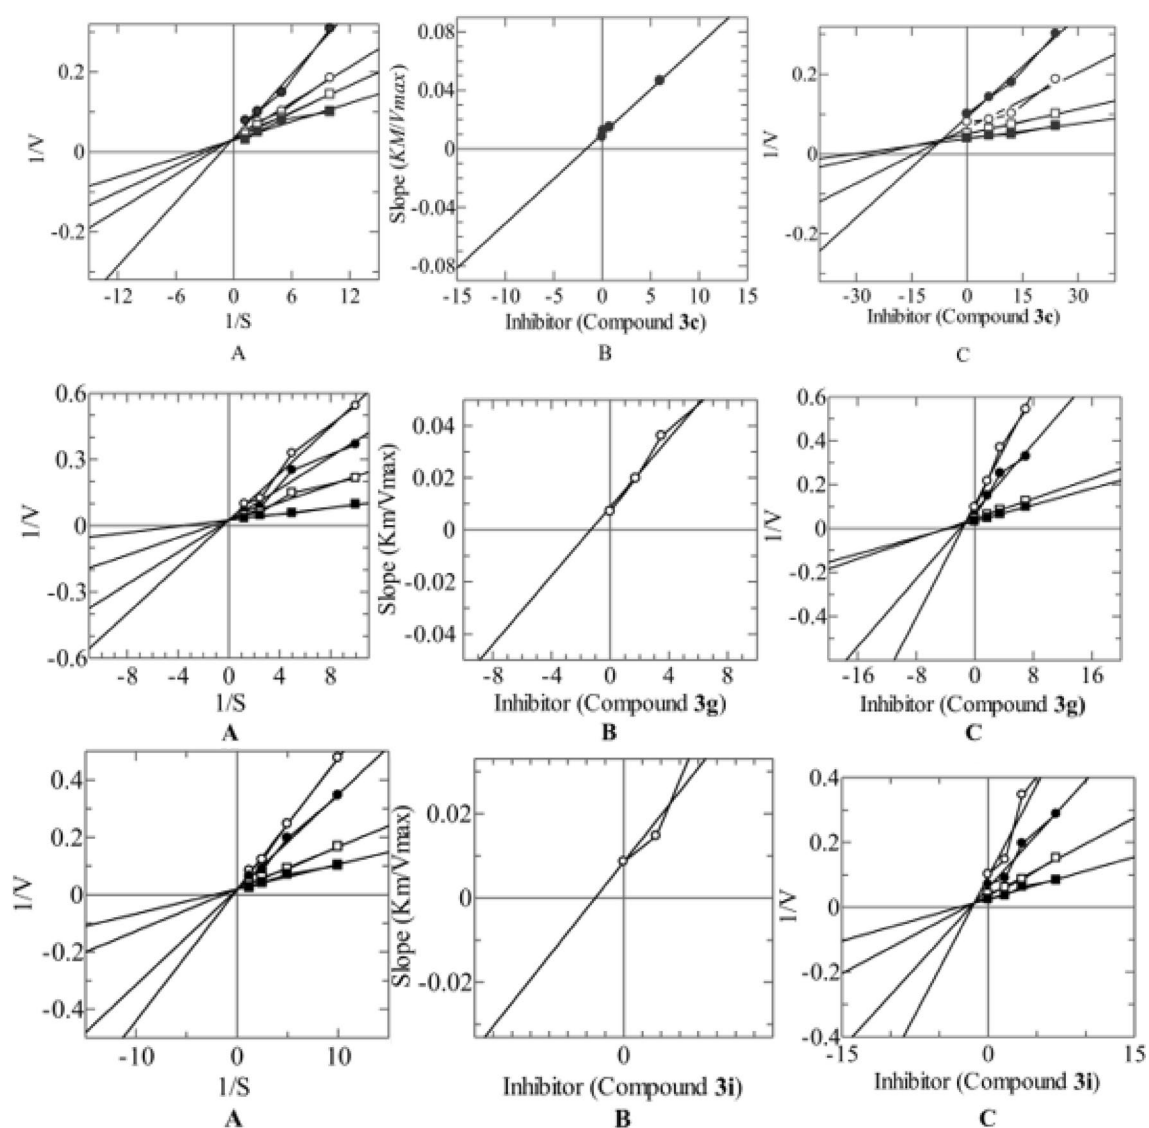 0.2
0
-0.2
1/V
-12 -6 0 6 12
1/S
A
0.08
0.04
0
-0.04
-0.08
Slope (KM/Vmax)
-15 -10 -5 0 5 10 15
Inhibitor (Compound 3c)
B
0.2
0
-0.2
1/V
-30 -15 0 15 30
Inhibitor (Compound 3c)
C
0.6
0.3
0
-0.3
-0.6
1/V
-8 -4 0 4 8
1/S
A
0.04
0.02
0
-0.02
-0.04
Slope (Km/Vmax)
-8 -4 0 4 8
Inhibitor (Compound 3g)
B
0.6
0.4
0.2
0
-0.2
-0.4
1/V
-16 -8 0 8 16
Inhibitor (Compound 3g)
C
0.4
0.2
0
-0.2
-0.4
1/V
-10 0 10
1/S
A
0.02
0
-0.02
Slope (Km/Vmax)
0
Inhibitor (Compound 3i)
B
0.4
0.2
0
-0.2
-0.4
1/V
-15 0 15
Inhibitor (Compound 3i)
C